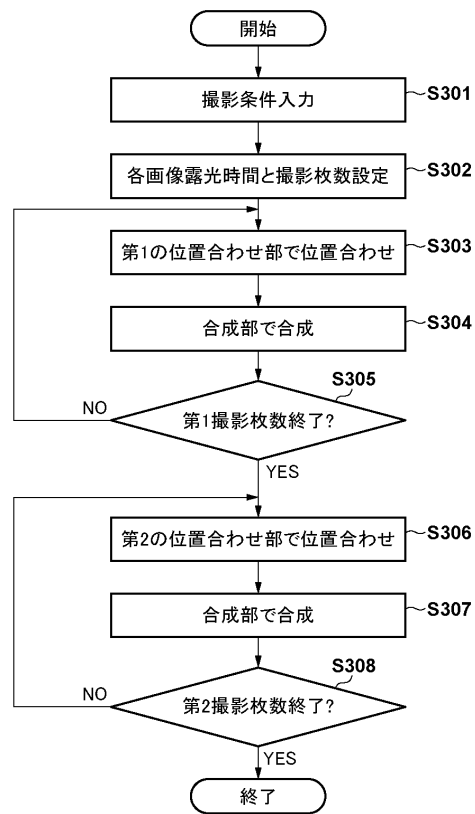 開始
撮影条件入力
S301
各画像露光時間と撮影枚数設定
S302
第1の位置合わせ部で位置合わせ
S303
合成部で合成
S304
S305
第1撮影枚数終了?
NO
YES
第2の位置合わせ部で位置合わせ
S306
合成部で合成
S307
S308
第2撮影枚数終了?
NO
YES
終了